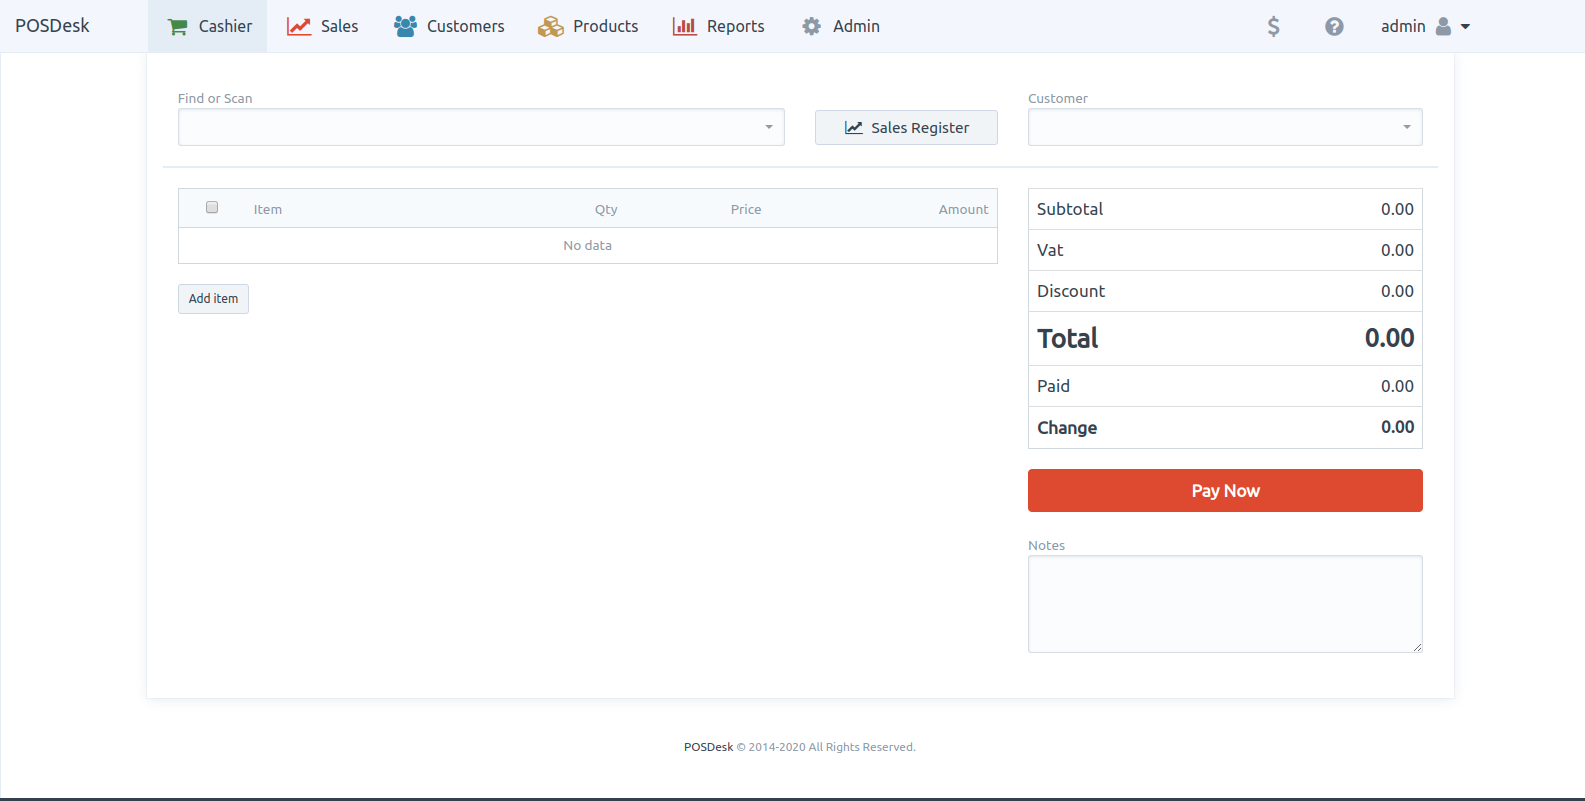 POSDesk Cashier Sales Customers Products Reports Admin $ ? admin
Find or Scan
Customer
Sales Register
Item Qty Price Amount
No data
Add item
Subtotal 0.00
Vat 0.00
Discount 0.00
Total 0.00
Paid 0.00
Change 0.00
Pay Now
Notes
POSDesk © 2014-2020 All Rights Reserved.